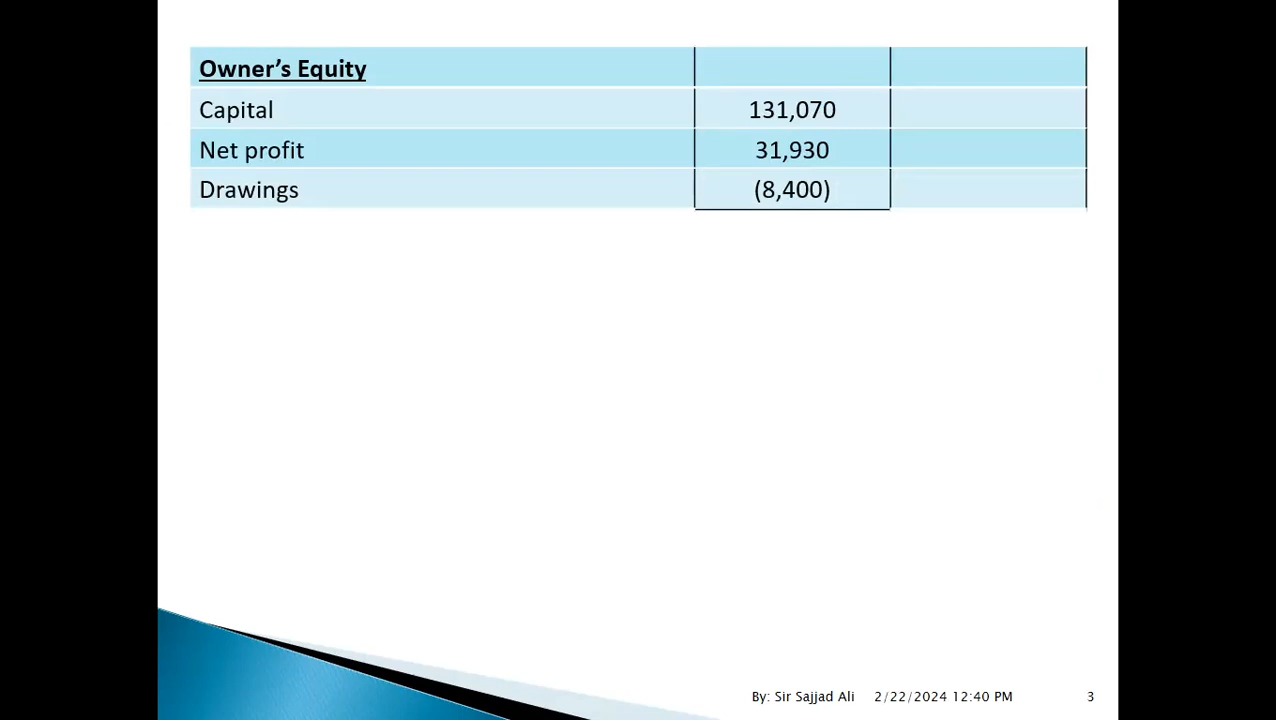 Owner’s Equity
Capital 131,070
Net profit 31,930
Drawings (8,400)
By: Sir Sajjad Ali 2/22/2024 12:40 PM 3